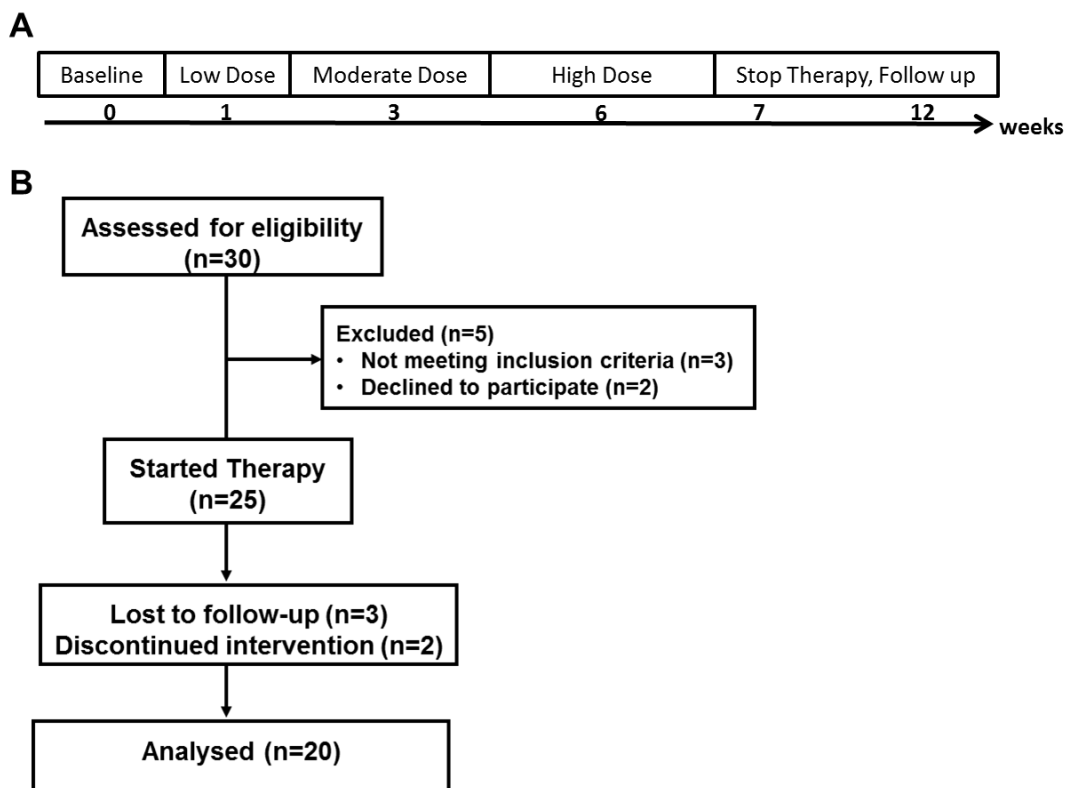 A
Baseline Low Dose Moderate Dose High Dose Stop Therapy, Follow up
0 1 3 6 7 12
weeks
B
Assessed for eligibility
(n=30)
Excluded (n=5)
• Not meeting inclusion criteria (n=3)
• Declined to participate (n=2)
Started Therapy
(n=25)
Lost to follow-up (n=3)
Discontinued intervention (n=2)
Analysed (n=20)